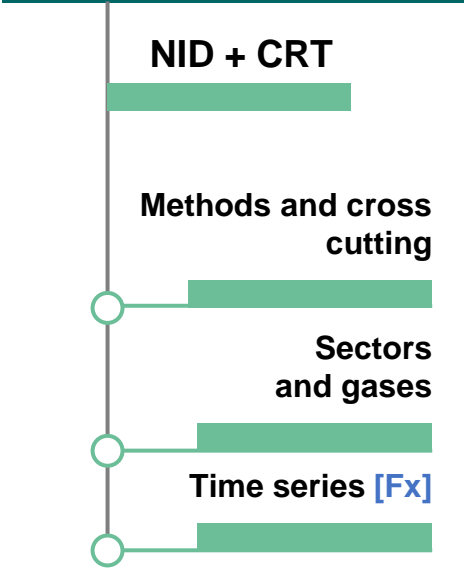 NID + CRT
Methods and cross
cutting
Sectors
and gases
Time series [Fx]